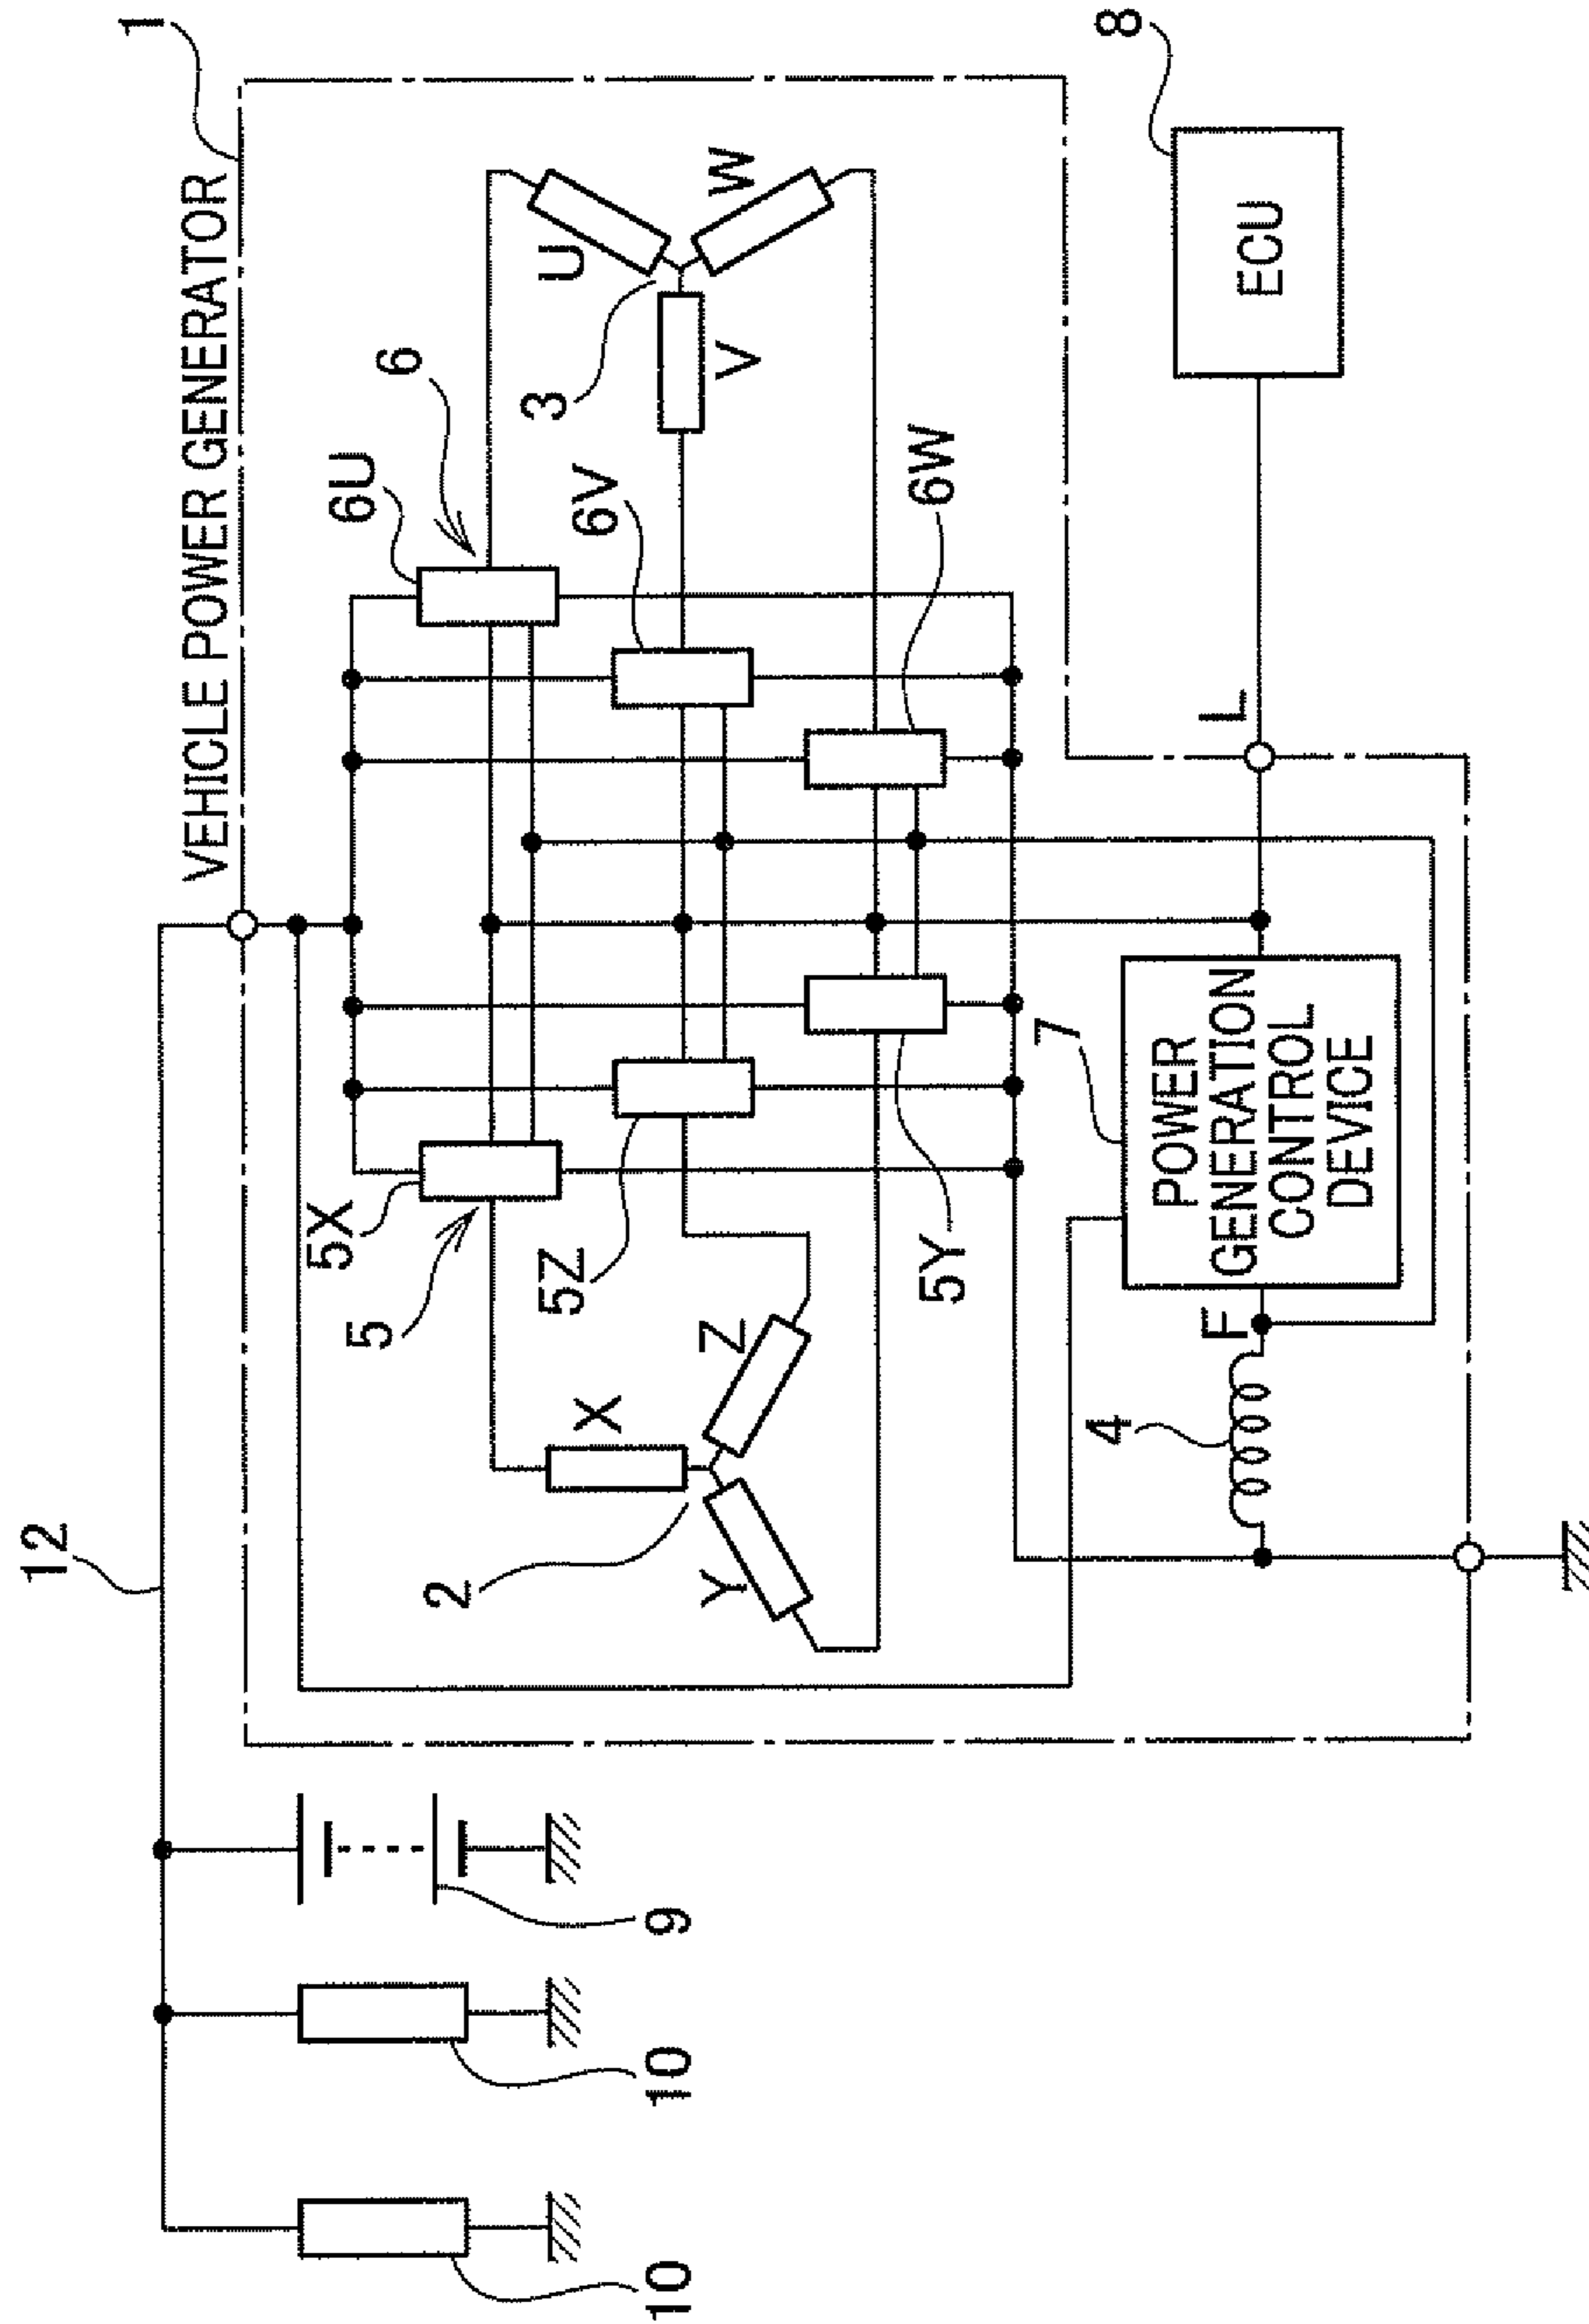 VEHICLE POWER GENERATOR
1
12
6
6U
5X
5
U
3
W
V
6V
5Z
X
2
Z
Y
6W
5Y
9
10
10
8
ECU
L
7
POWER
GENERATION
CONTROL
DEVICE
F
4